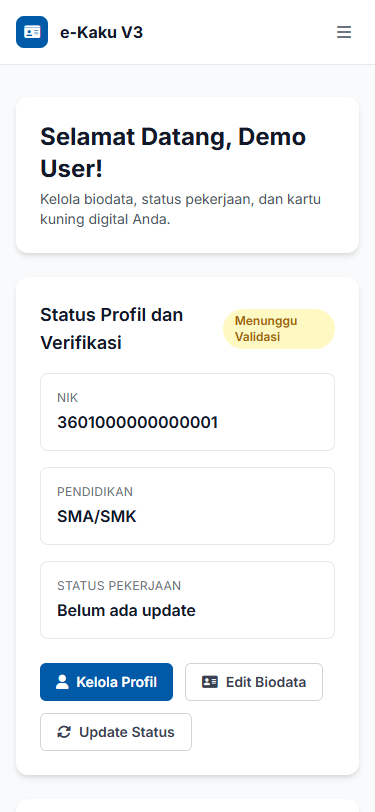 e-Kaku V3
Selamat Datang, Demo
User!
Kelola biodata, status pekerjaan, dan kartu
kuning digital Anda.
Status Profil dan
Verifikasi
Menunggu
Validasi
NIK
3601000000000001
PENDIDIKAN
SMA/SMK
STATUS PEKERJAAN
Belum ada update
Kelola Profil
Edit Biodata
Update Status